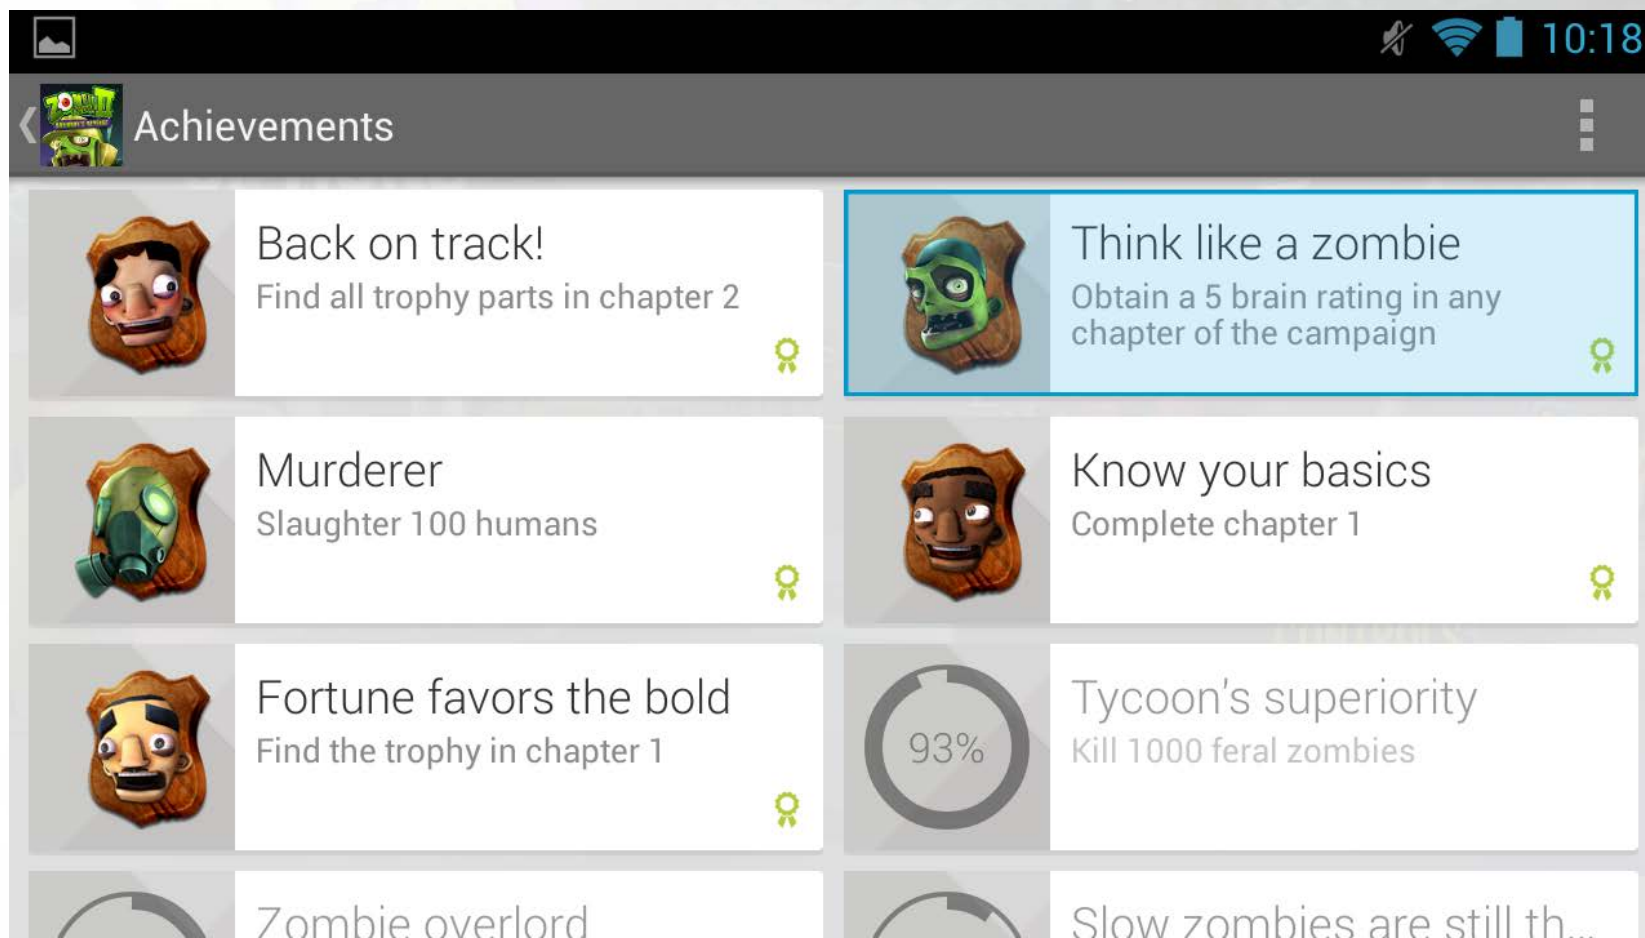 10:18
Achievements
Back on track!
Find all trophy parts in chapter 2
Think like a zombie
Obtain a 5 brain rating in any
chapter of the campaign
Murderer
Slaughter 100 humans
Know your basics
Complete chapter 1
Fortune favors the bold
Find the trophy in chapter 1
93%
Tycoon's superiority
Kill 1000 feral zombies
CONTROLS
Zombie overlord
Slow zombies are still th...